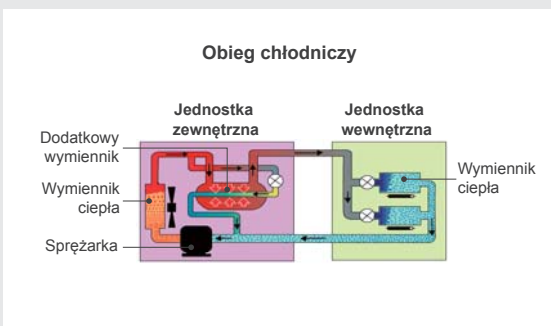 Obieg chłodniczy
Jednostka
zewnętrzna
Jednostka
wewnętrzna
Dodatkowy
wymiennik
Wymiennik
ciepła
Sprężarka
Wymiennik
ciepła